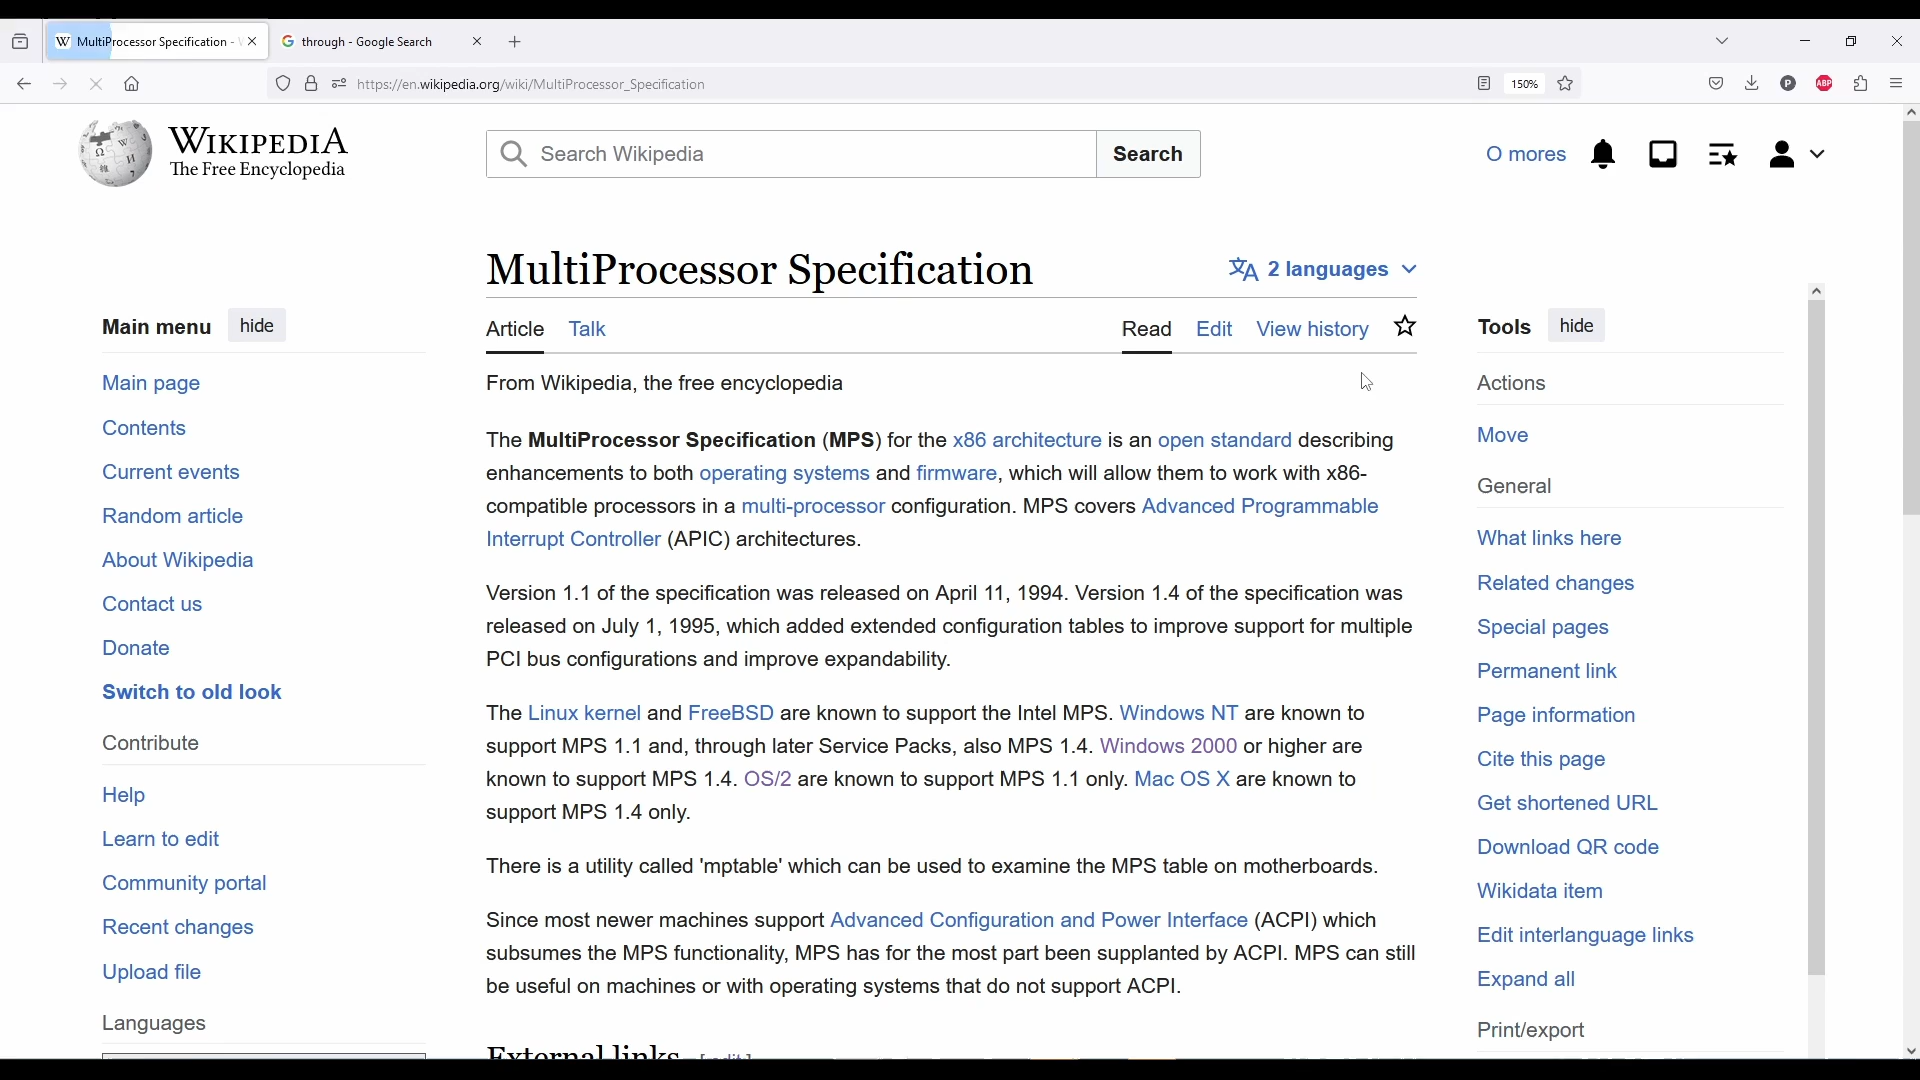 MultiProcessor Specification - W
through - Google Search
https://en.wikipedia.org/wiki/MultiProcessor_Specification
150%
P
ABP
WIKIPEDIA
The Free Encyclopedia
Search Wikipedia
Search
O mores
MultiProcessor Specification
2 languages
Main menu
hide
Article
Talk
Read
Edit
View history
Tools
hide
Main page
Contents
Current events
Random article
About Wikipedia
Contact us
Donate
Switch to old look
Contribute
Help
Learn to edit
Community portal
Recent changes
Upload file
Languages
From Wikipedia, the free encyclopedia
The MultiProcessor Specification (MPS) for the x86 architecture is an open standard describing
enhancements to both operating systems and firmware, which will allow them to work with x86-
compatible processors in a multi-processor configuration. MPS covers Advanced Programmable
Interrupt Controller (APIC) architectures.
Version 1.1 of the specification was released on April 11, 1994. Version 1.4 of the specification was
released on July 1, 1995, which added extended configuration tables to improve support for multiple
PCI bus configurations and improve expandability.
The Linux kernel and FreeBSD are known to support the Intel MPS. Windows NT are known to
support MPS 1.1 and, through later Service Packs, also MPS 1.4. Windows 2000 or higher are
known to support MPS 1.4. OS/2 are known to support MPS 1.1 only. Mac OS X are known to
support MPS 1.4 only.
There is a utility called 'mptable' which can be used to examine the MPS table on motherboards.
Since most newer machines support Advanced Configuration and Power Interface (ACPI) which
subsumes the MPS functionality, MPS has for the most part been supplanted by ACPI. MPS can still
be useful on machines or with operating systems that do not support ACPI.
External links [ edit ]
Actions
Move
General
What links here
Related changes
Special pages
Permanent link
Page information
Cite this page
Get shortened URL
Download QR code
Wikidata item
Edit interlanguage links
Expand all
Print/export